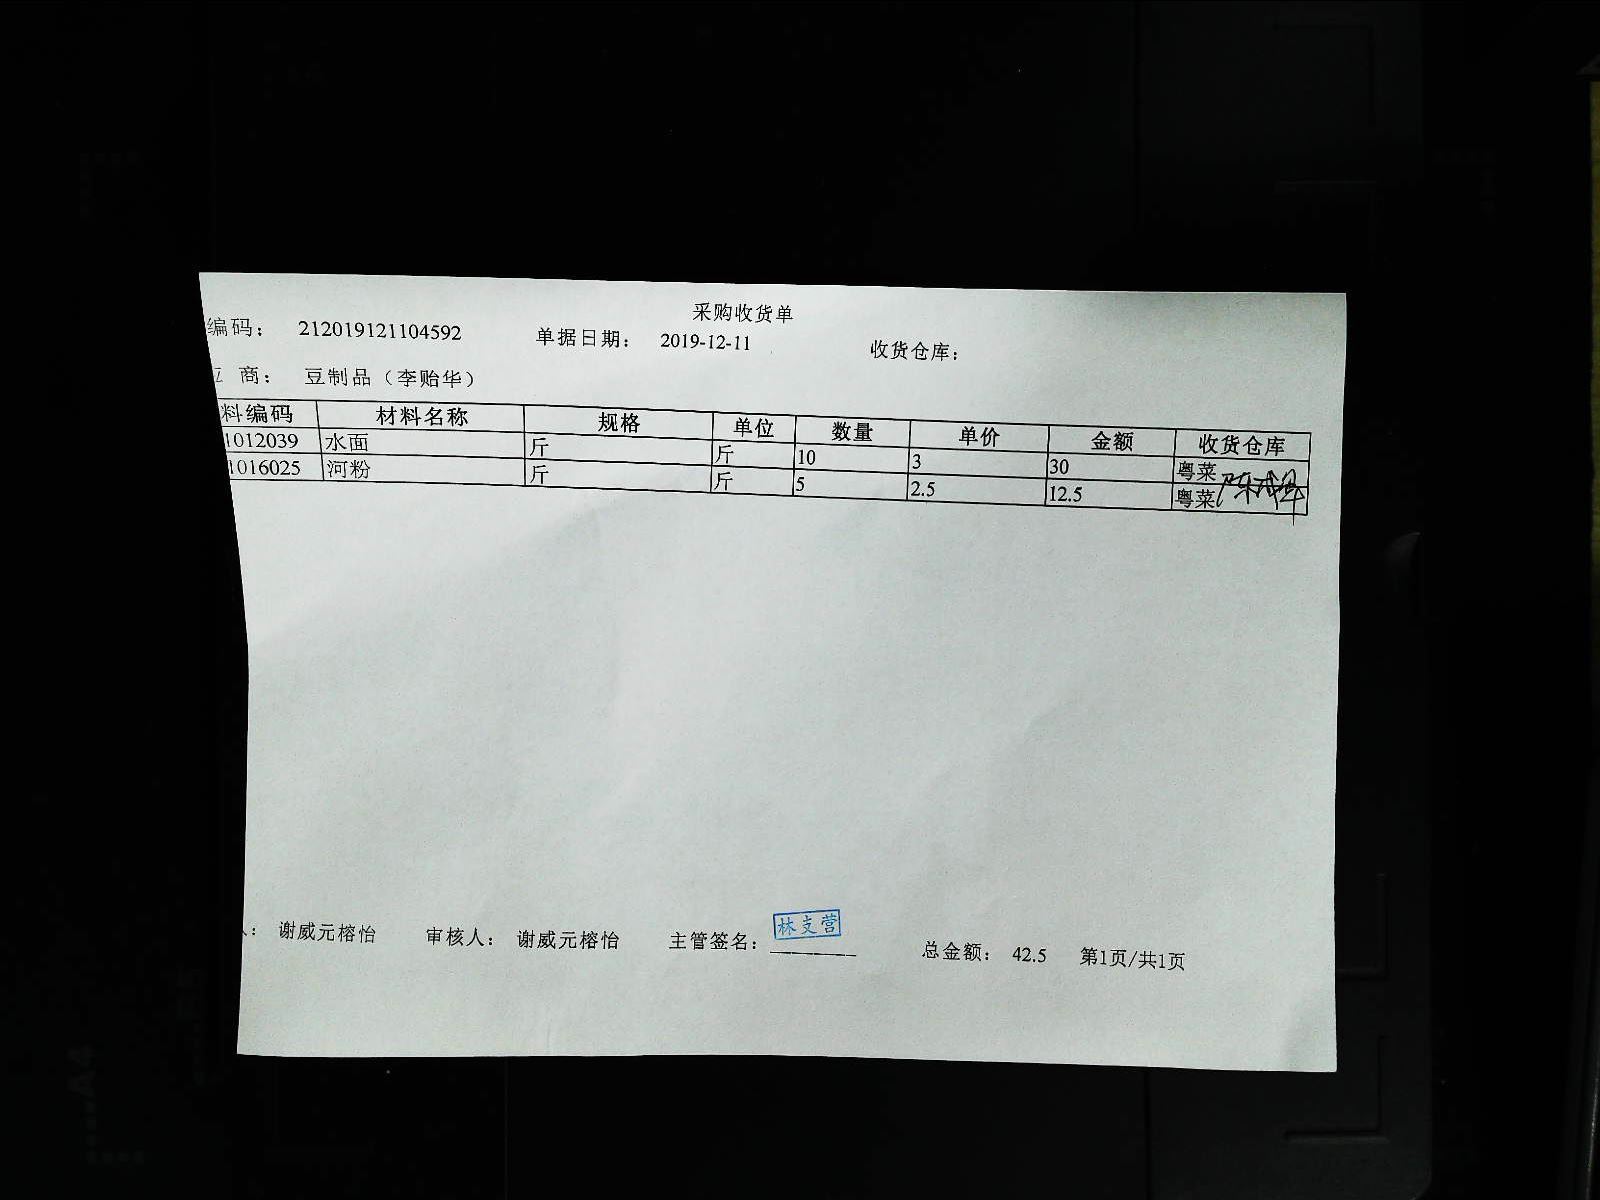 采购收货单
编码： 212019121104592 单据日期： 2019-12-11 收货仓库：
商： 豆制品（李贻华）
料编码 材料名称 规格 单位 数量 单价 金额 收货仓库
1012039 水面 斤 斤 10 3 30 粤菜
1016025 河粉 斤 斤 5 2.5 12.5 粤菜
： 谢威元榕怡 审核人： 谢威元榕怡 主管签名： 林支营 总金额： 42.5 第1页/共1页